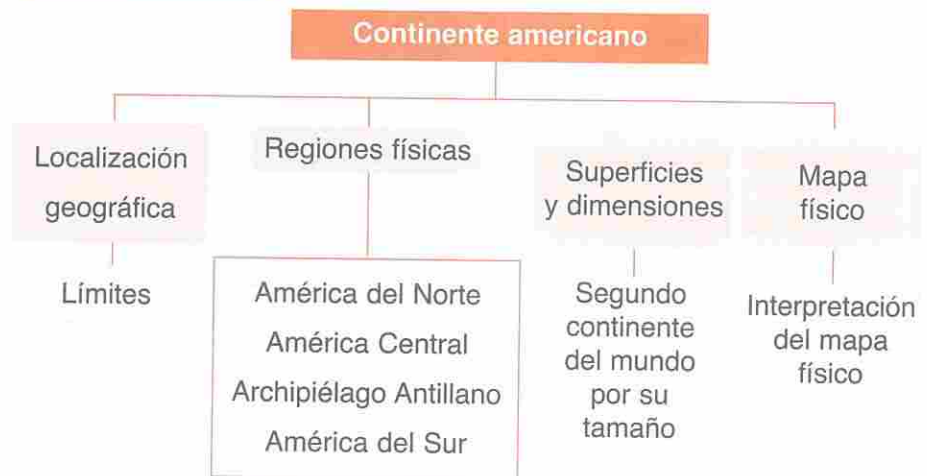 Continente americano
Localización
geográfica
Límites
Regiones físicas
América del Norte
América Central
Archipiélago Antillano
América del Sur
Superficies
y dimensiones
Segundo
continente
del mundo
por su
tamaño
Mapa
físico
Interpretación
del mapa
físico